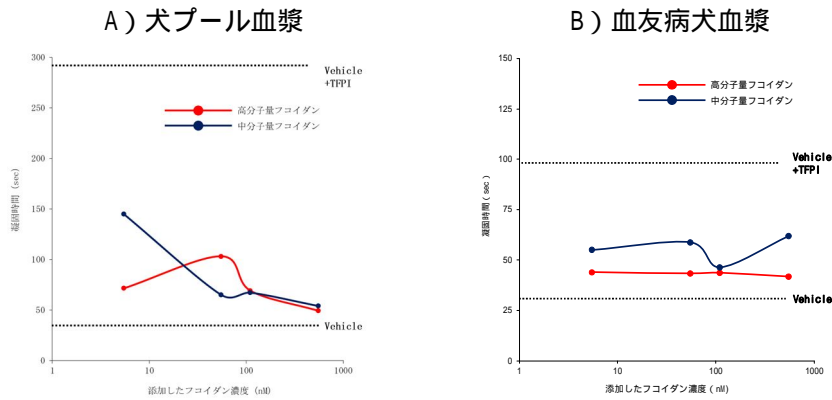 A）犬プール血漿
300
250
200
150
100
50
0
凝固時間 (sec)
Vehicle
+TFPI
高分子量フコイダン
中分子量フコイダン
Vehicle
1
10
100
1000
添加したフコイダン濃度 (nM)
B）血友病犬血漿
150
125
100
75
50
25
0
凝固時間 (sec)
高分子量フコイダン
中分子量フコイダン
Vehicle
+TFPI
Vehicle
1
10
100
1000
添加したフコイダン濃度 (nM)